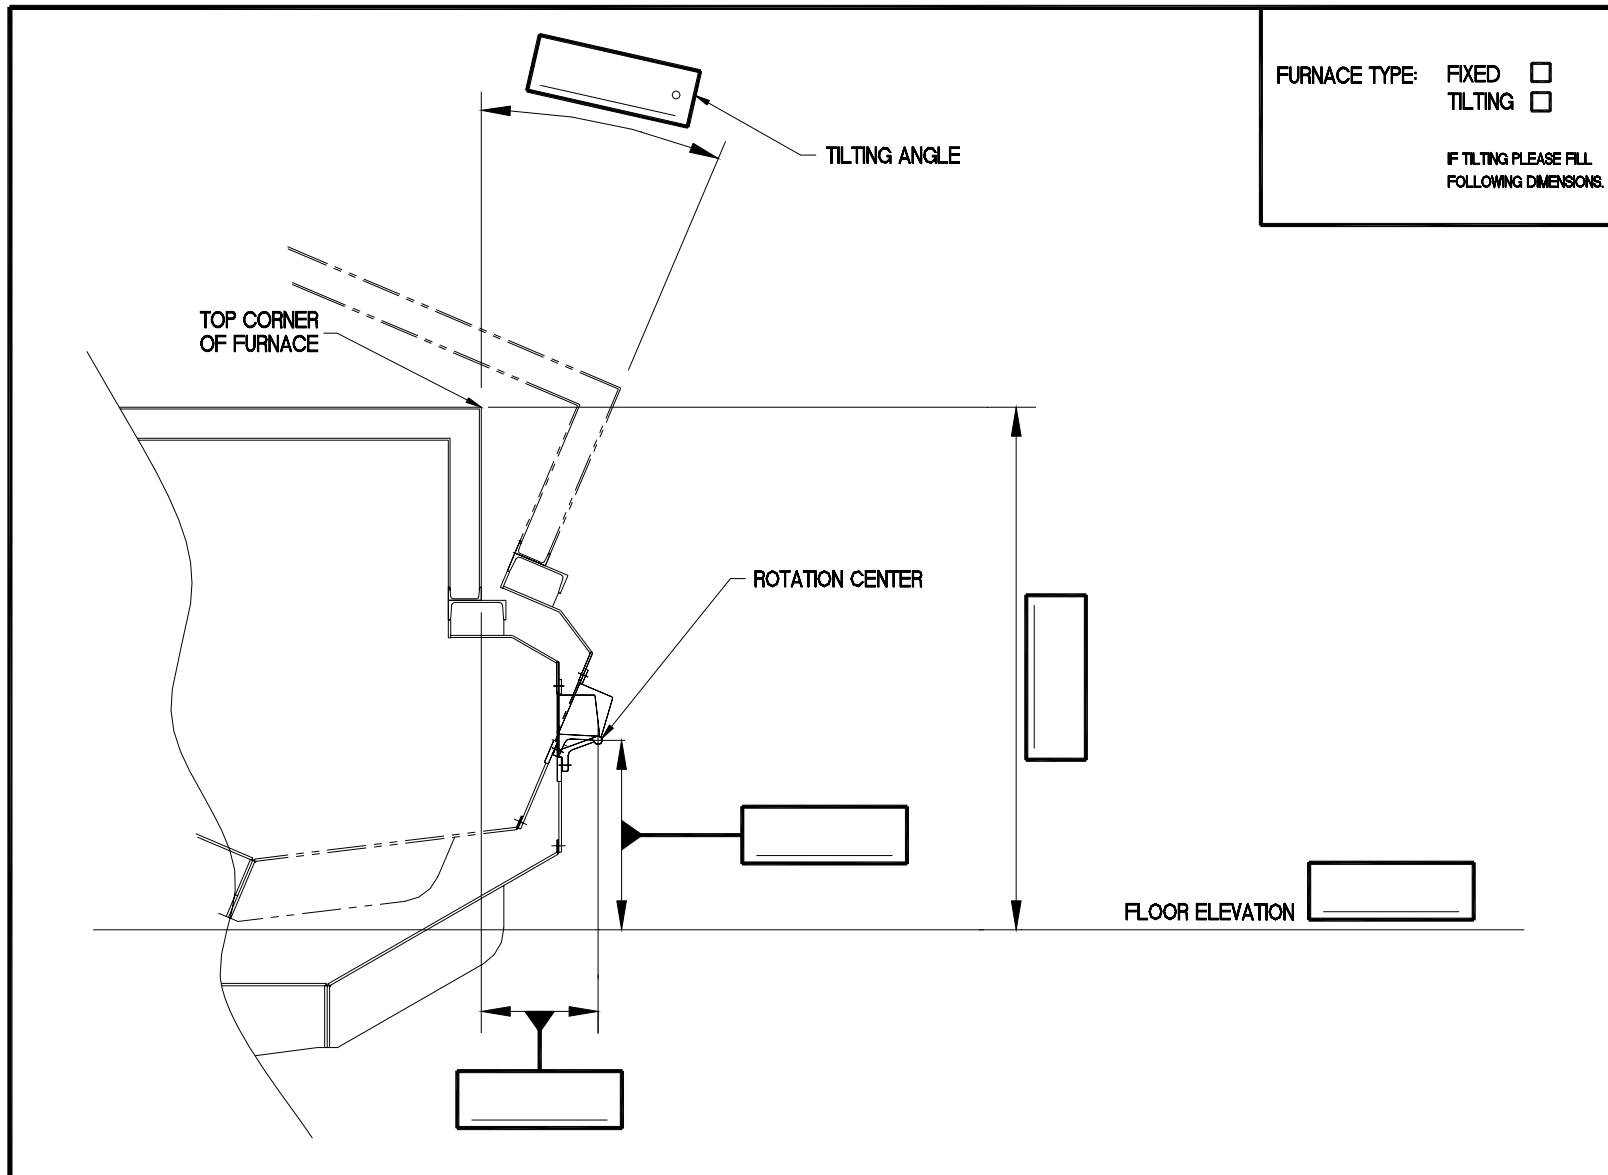 FURNACE TYPE: FIXED
TILTING
IF TILTING PLEASE FILL
FOLLOWING DIMENSIONS.
TILTING ANGLE
TOP CORNER
OF FURNACE
ROTATION CENTER
FLOOR ELEVATION